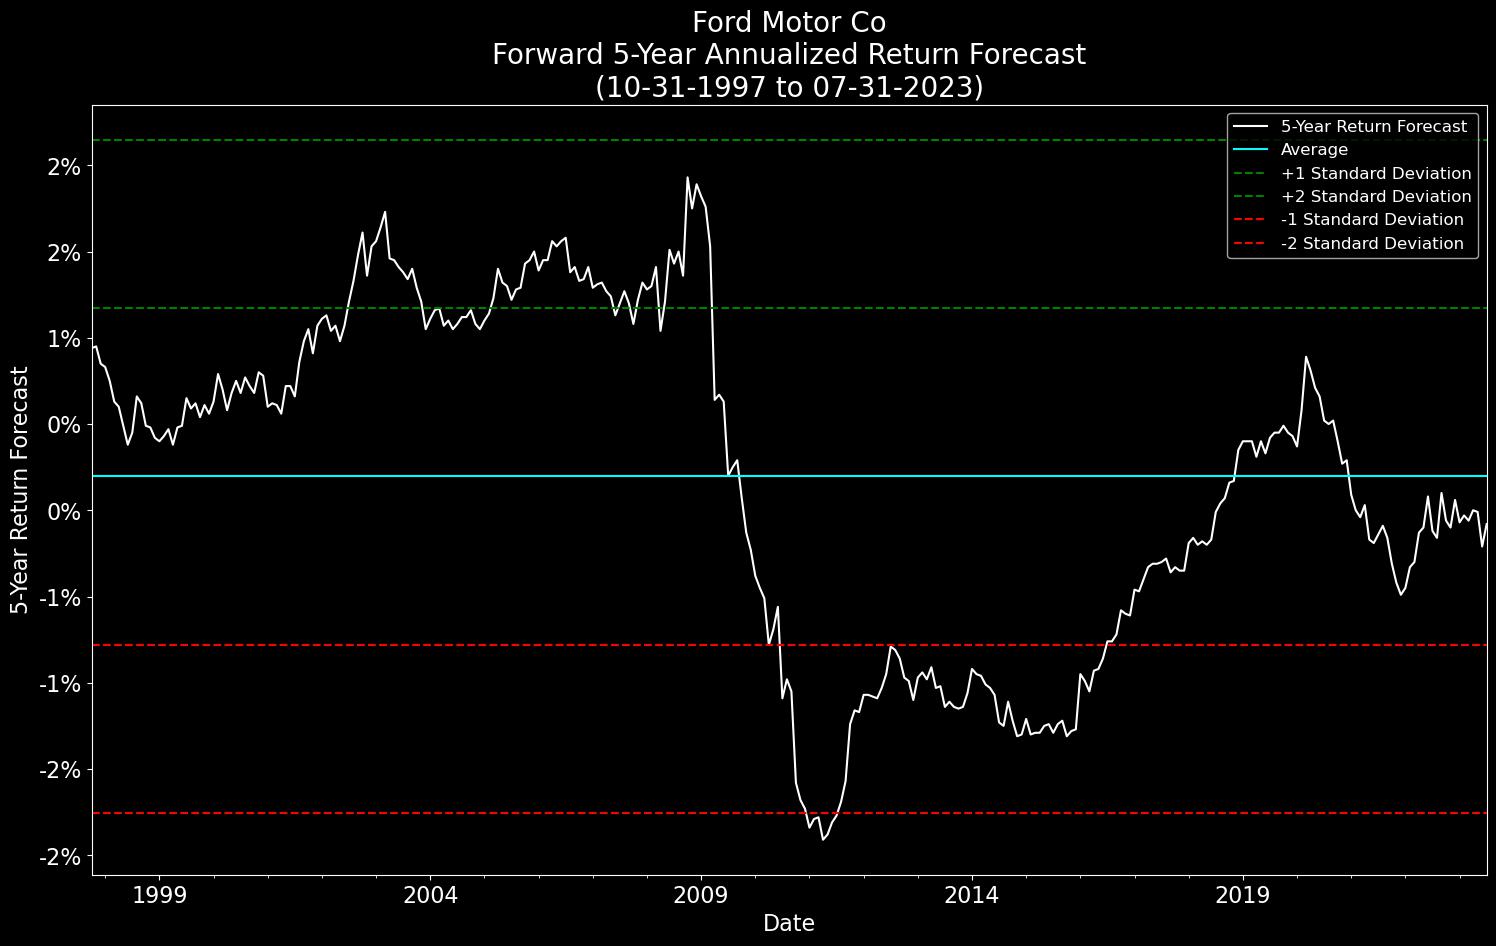 Ford Motor Co
Forward 5-Year Annualized Return Forecast
(10-31-1997 to 07-31-2023)
5-Year Return Forecast
Average
+1 Standard Deviation
+2 Standard Deviation
-1 Standard Deviation
-2 Standard Deviation
5-Year Return Forecast
2%
2%
1%
0%
0%
-1%
-1%
-2%
-2%
1999 2004 2009 2014 2019
Date